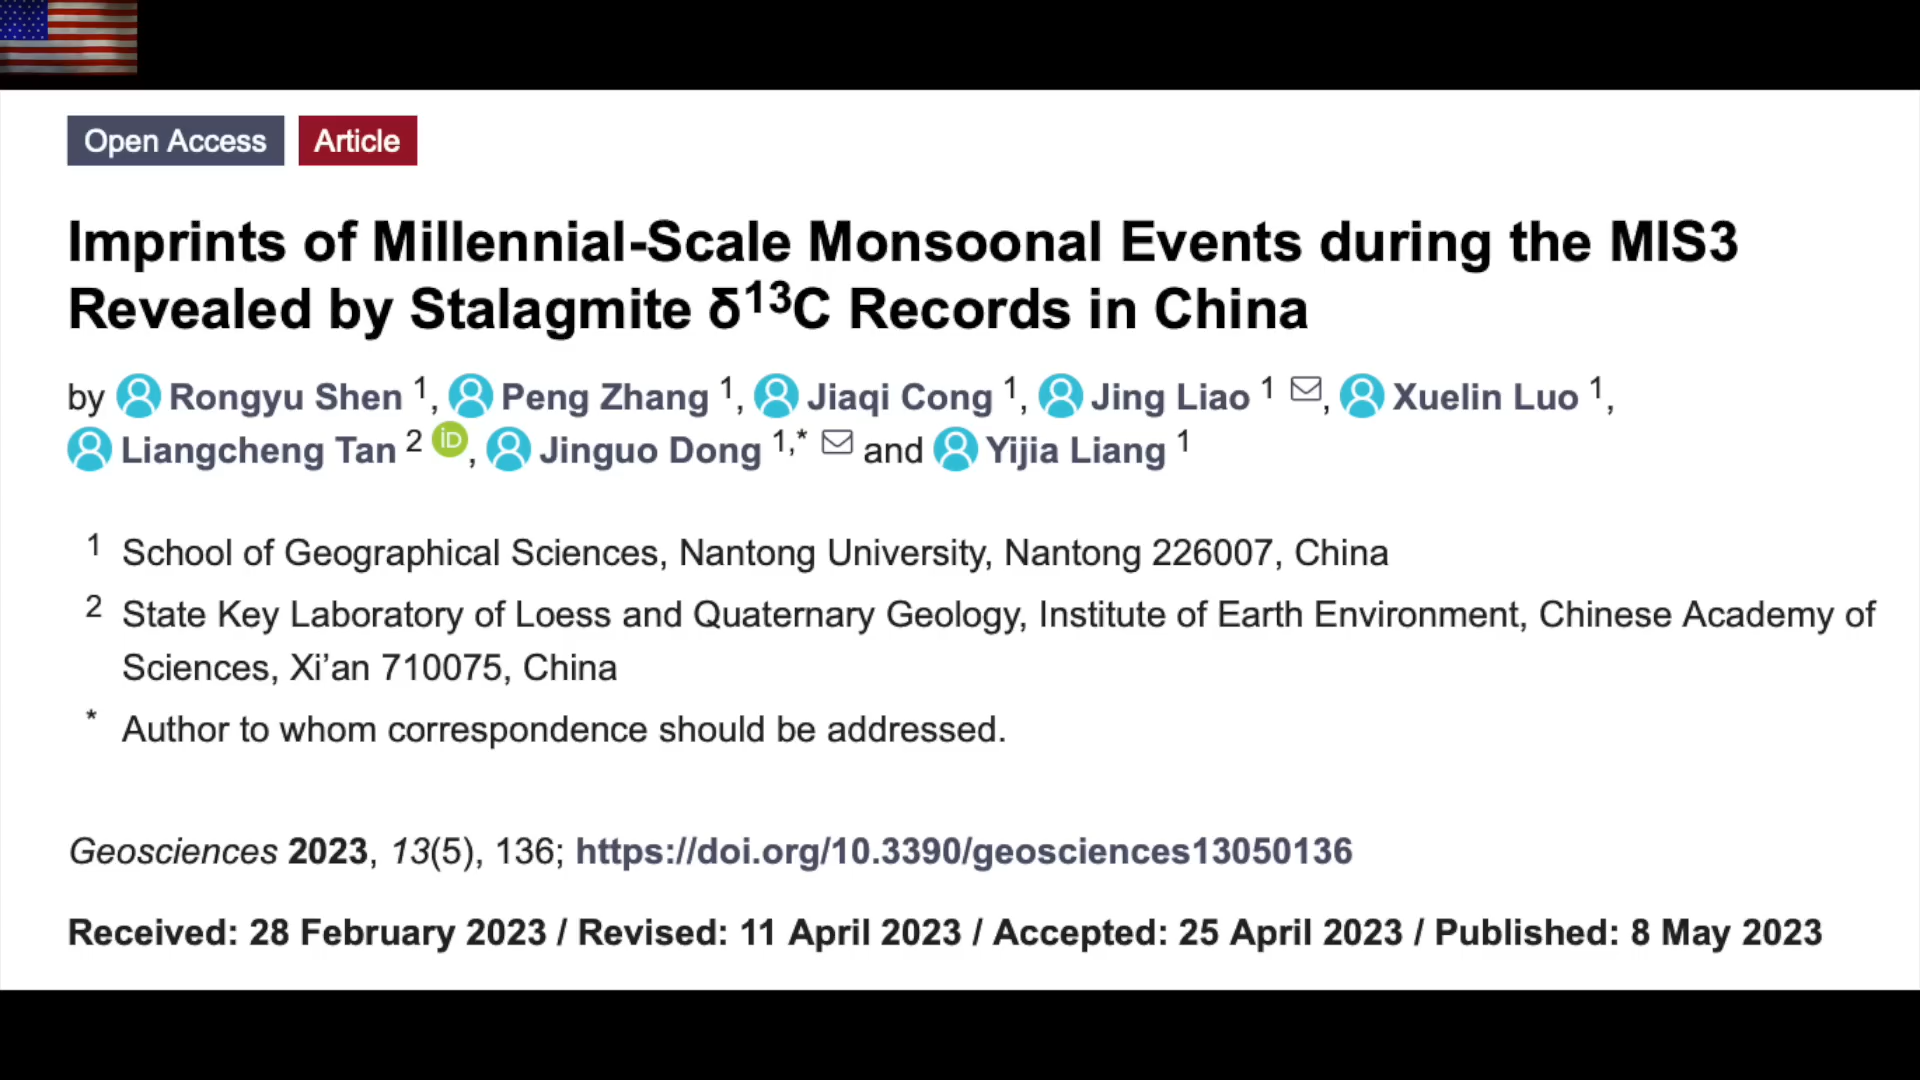 Open Access Article
Imprints of Millennial-Scale Monsoonal Events during the MIS3
Revealed by Stalagmite δ¹³C Records in China
by Rongyu Shen ¹, Peng Zhang ¹, Jiaqi Cong ¹, Jing Liao ¹, Xuelin Luo ¹,
Liangcheng Tan ² iD, Jinguo Dong ¹,* and Yijia Liang ¹
¹ School of Geographical Sciences, Nantong University, Nantong 226007, China
² State Key Laboratory of Loess and Quaternary Geology, Institute of Earth Environment, Chinese Academy of
Sciences, Xi’an 710075, China
* Author to whom correspondence should be addressed.
Geosciences 2023, 13(5), 136; https://doi.org/10.3390/geosciences13050136
Received: 28 February 2023 / Revised: 11 April 2023 / Accepted: 25 April 2023 / Published: 8 May 2023